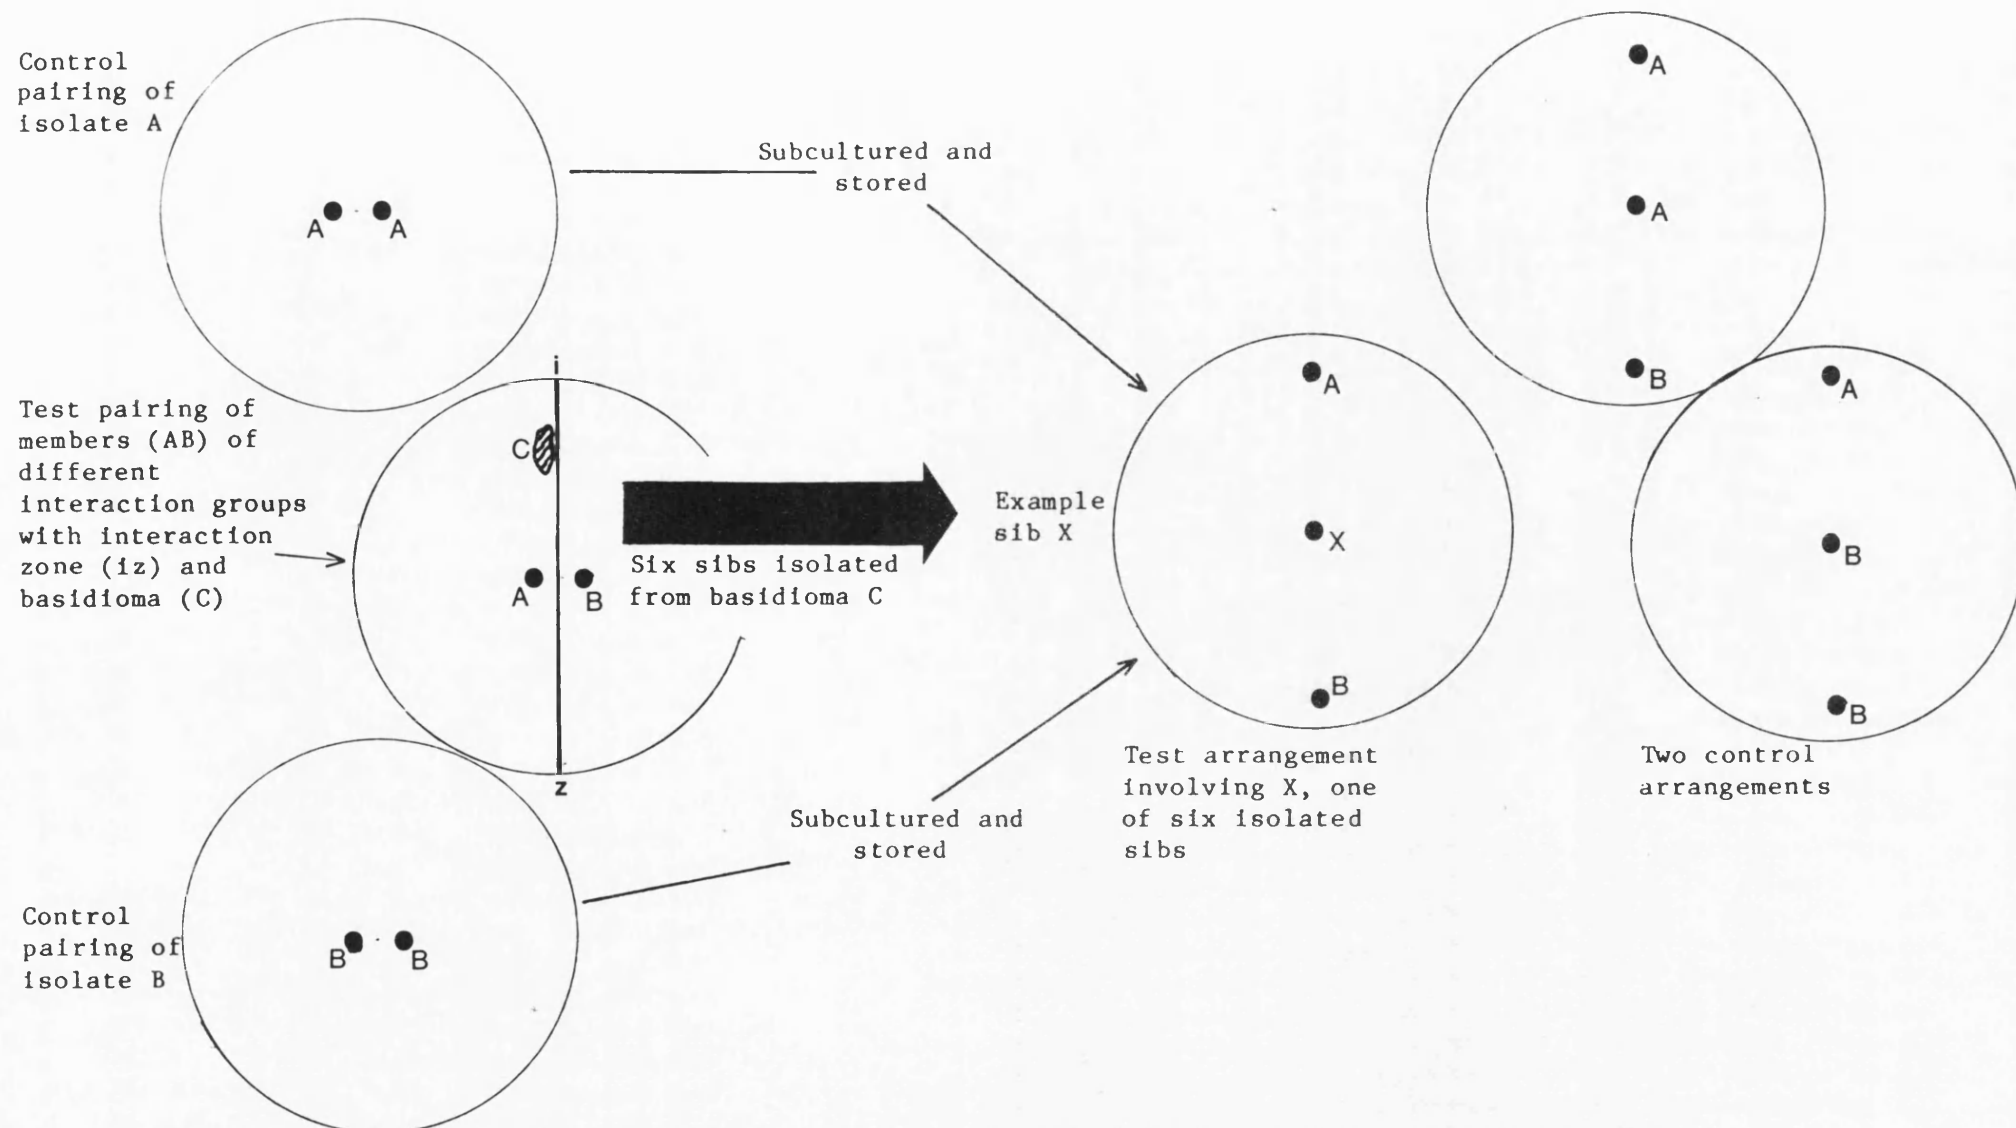 Control
pairing of
isolate A
A
A
Subcultured and
stored
A
A
B
i
C
A
B
z
Test pairing of
members (AB) of
different
interaction groups
with interaction
zone (iz) and
basidioma (C)
Six sibs isolated
from basidioma C
Example
sib X
A
X
B
Test arrangement
involving X, one
of six isolated
sibs
A
B
B
Two control
arrangements
Subcultured and
stored
Control
pairing of
isolate B
B
B